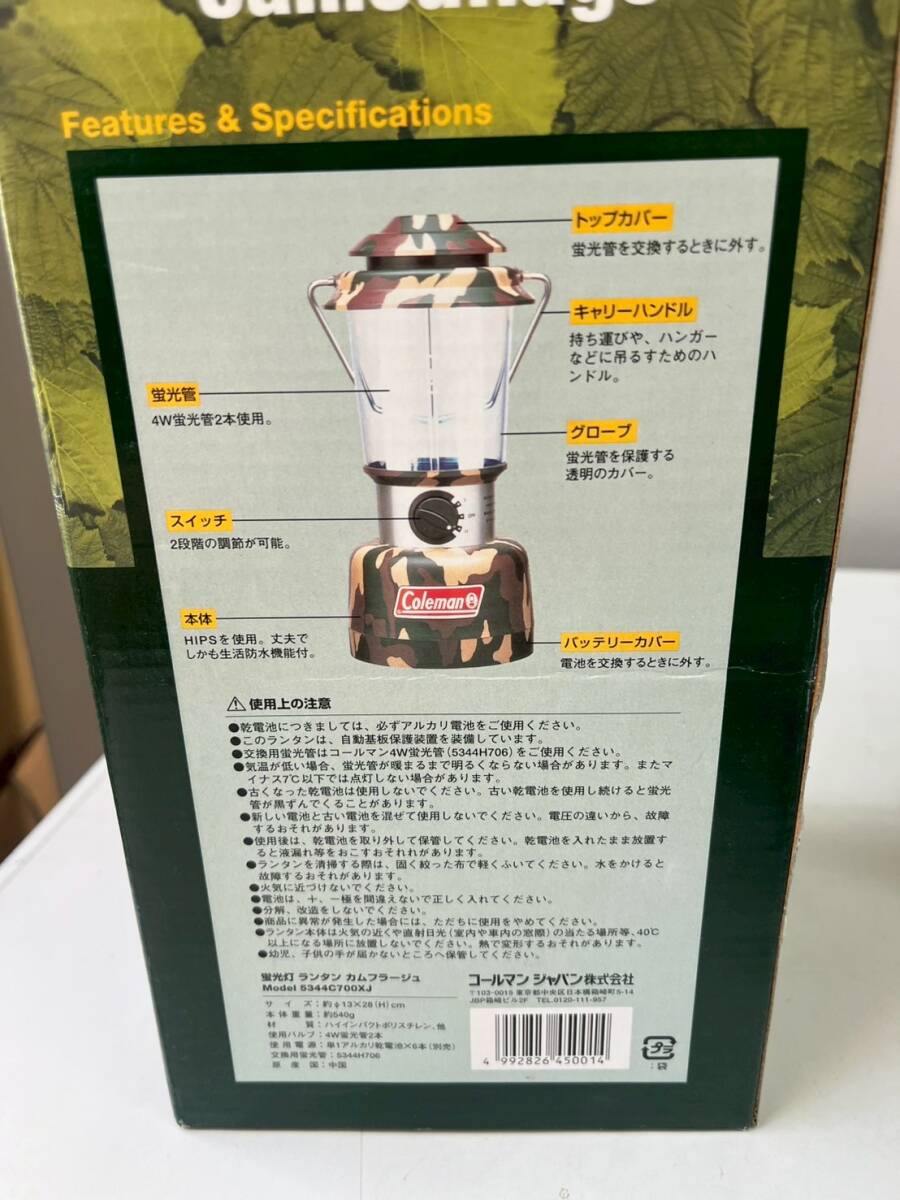 Camouflage
Features & Specifications
トップカバー
蛍光管を交換するときに外す。
キャリーハンドル
持ち運びや、ハンガー
などに吊るすためのハ
ンドル。
蛍光管
4W蛍光管2本使用。
グローブ
蛍光管を保護する
透明のカバー。
スイッチ
2段階の調節が可能。
OFF
Coleman
本体
HIPSを使用。丈夫で
しかも生活防水機能付。
バッテリーカバー
電池を交換するときに外す。
⚠使用上の注意
●乾電池につきましては、必ずアルカリ電池をご使用ください。
●このランタンは、自動基板保護装置を装備しています。
●交換用蛍光管はコールマン4W蛍光管(5344H706)をご使用ください。
●気温が低い場合、蛍光管が暖まるまで明るくならない場合があります。また マ
イナス7℃以下では点灯しない場合があります。
●古くなった乾電池は使用しないでください。古い乾電池を使用し続けると蛍光
管が黒ずんでくることがあります。
●新しい電池と古い電池を混ぜて使用しないでください。電圧の違いから、故障
するおそれがあります。
●使用後は、乾電池を取り外して保管してください。乾電池を入れたまま放置す
ると液漏れ等をおこすおそれれがあります。
●ランタンを清掃する際は、固く絞った布で軽くふいてください。水をかけると
故障するおそれがあります。
●火気に近づけないでください。
●電池は、＋、－極を間違えないで正しく入れてください。
●分解、改造をしないでください。
●商品に異常が発生した場合には、ただちに使用をやめてください。
●ランタン本体は火気の近くや直射日光(室内や車内の窓際)の当たる場所等、40℃
以上になる場所に放置しないでください。熱で変形するおそれがあります。
●幼児、子供の手が届かないところへ保管してください。
蛍光灯 ランタン カムフラージュ
Model 5344C700XJ
サイズ：約φ13×28(H)cm
本体重量：約540g
材質：ハイインパクトポリスチレン、他
使用バルブ：4W蛍光管2本
使用電源：単1アルカリ乾電池×6本(別売)
交換用蛍光管：5344H706
原産国：中国
コールマン ジャパン株式会社
〒103-0015 東京都中央区日本橋箱崎町5-14
JBP箱崎ビル2F TEL.0120-111-957
4 992826 450014
プラ
：袋